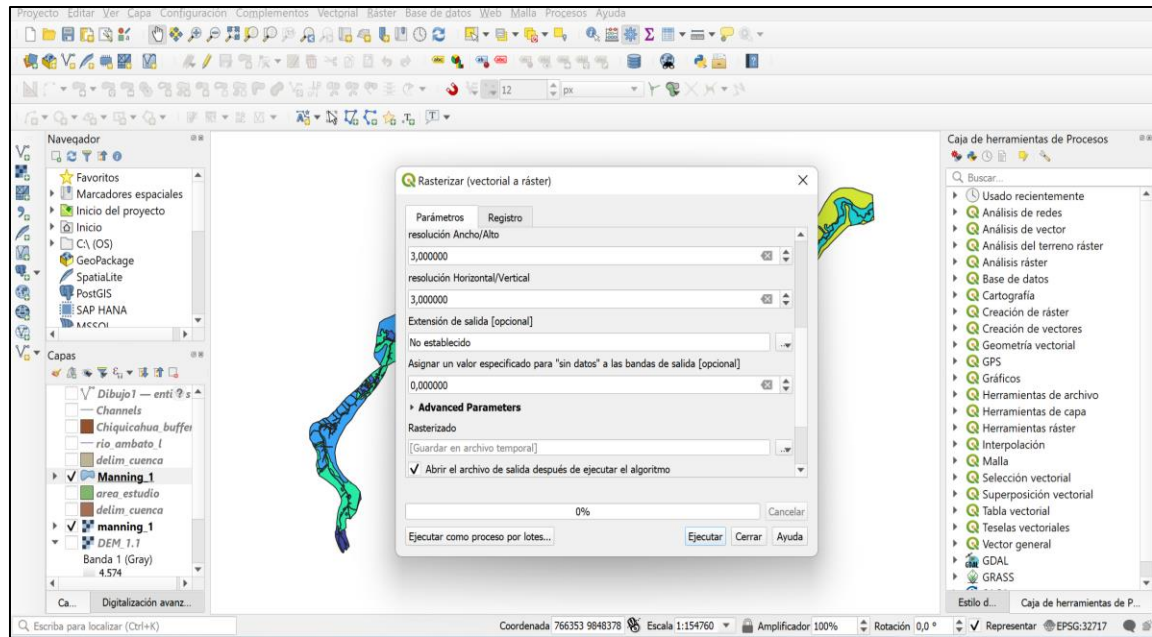 Proyecto Editar Ver Capa Configuración Complementos Vectorial Ráster Base de datos Web Malla Procesos Ayuda
12 px
Navegador
Favoritos
Marcadores espaciales
Inicio del proyecto
Inicio
C:\ (OS)
GeoPackage
SpatiaLite
PostGIS
SAP HANA
MSSQL
Capas
Dibujo1 — enti?s
Channels
Chiquicahua_buffer
rio_ambato_l
delim_cuenca
Manning_1
area_estudio
delim_cuenca
manning_1
DEM_1.1
Banda 1 (Gray)
4.574
Ca... Digitalización avanz...
Rasterizar (vectorial a ráster)
Parámetros Registro
resolución Ancho/Alto
3,000000
resolución Horizontal/Vertical
3,000000
Extensión de salida [opcional]
No establecido
Asignar un valor especificado para "sin datos" a las bandas de salida [opcional]
0,000000
Advanced Parameters
Rasterizado
[Guardar en archivo temporal]
Abrir el archivo de salida después de ejecutar el algoritmo
0% Cancelar
Ejecutar como proceso por lotes... Ejecutar Cerrar Ayuda
Caja de herramientas de Procesos
Buscar...
Usado recientemente
Análisis de redes
Análisis de vector
Análisis del terreno ráster
Análisis ráster
Base de datos
Cartografía
Creación de ráster
Creación de vectores
Geometría vectorial
GPS
Gráficos
Herramientas de archivo
Herramientas de capa
Herramientas ráster
Interpolación
Malla
Selección vectorial
Superposición vectorial
Tabla vectorial
Teselas vectoriales
Vector general
GDAL
GRASS
Estilo d... Caja de herramientas de P...
Escriba para localizar (Ctrl+K) Coordenada 766353 9848378 Escala 1:154760 Amplificador 100% Rotación 0,0 ° Representar EPSG:32717